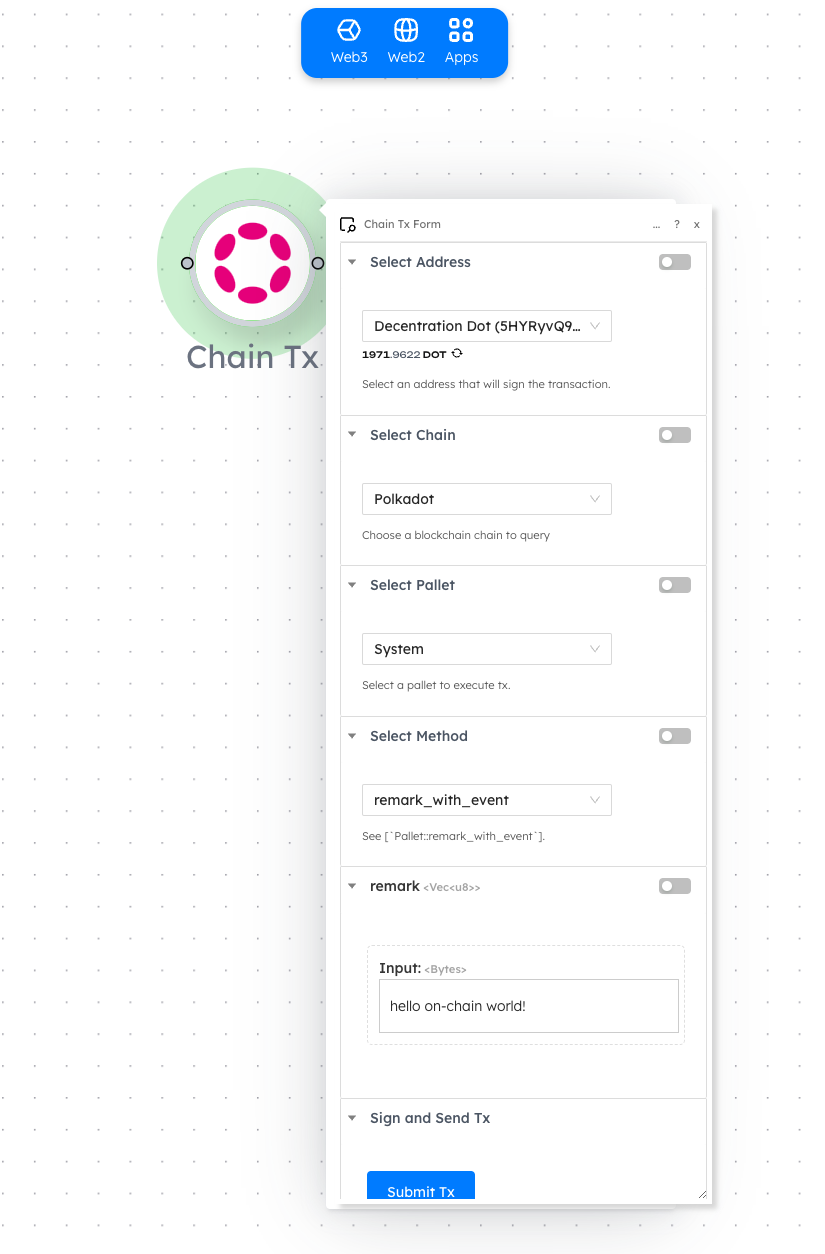 Web3 Web2 Apps
Chain Tx
Chain Tx Form ... ? x
Select Address
Decentration Dot (5HYRyvQ9...
1971.9622 DOT
Select an address that will sign the transaction.
Select Chain
Polkadot
Choose a blockchain chain to query
Select Pallet
System
Select a pallet to execute tx.
Select Method
remark_with_event
See [`Pallet::remark_with_event`].
remark <Vec<u8>>
Input: <Bytes>
hello on-chain world!
Sign and Send Tx
Submit Tx